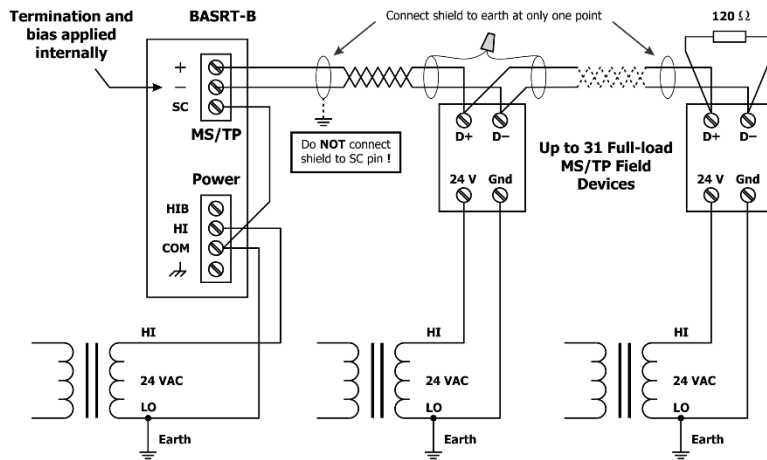 Termination and
bias applied
internally
BASRT-B
Connect shield to earth at only one point
120 Ω
+
−
SC
MS/TP
Do NOT connect
shield to SC pin !
D+ D−
Up to 31 Full-load
MS/TP Field
Devices
D+ D−
Power
24 V Gnd
24 V Gnd
HIB
HI
COM
HI
24 VAC
LO
Earth
HI
24 VAC
LO
Earth
HI
24 VAC
LO
Earth